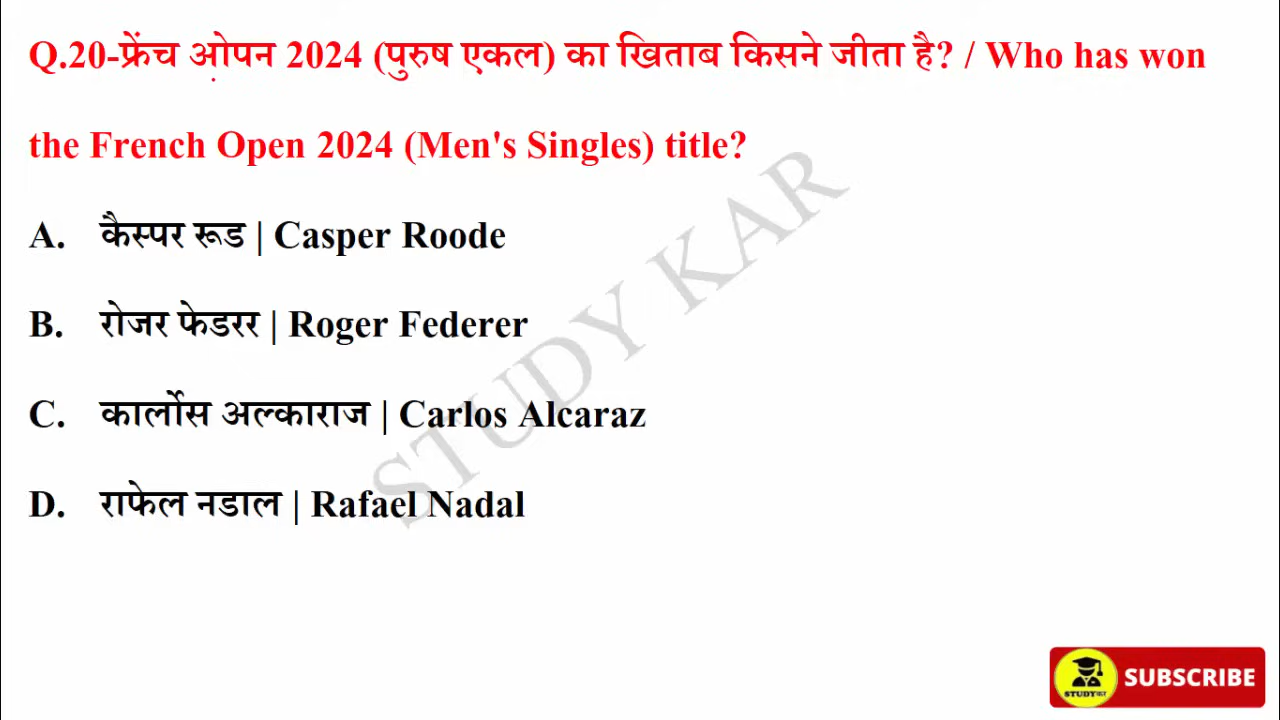 Q.20-फ्रेंच ओपन 2024 (पुरुष एकल) का खिताब किसने जीता है? / Who has won
the French Open 2024 (Men's Singles) title?
A. कैस्पर रूड | Casper Roode
B. रोजर फेडरर | Roger Federer
C. कार्लोस अल्काराज | Carlos Alcaraz
D. राफेल नडाल | Rafael Nadal
STUDY KAR
STUDYकर
SUBSCRIBE